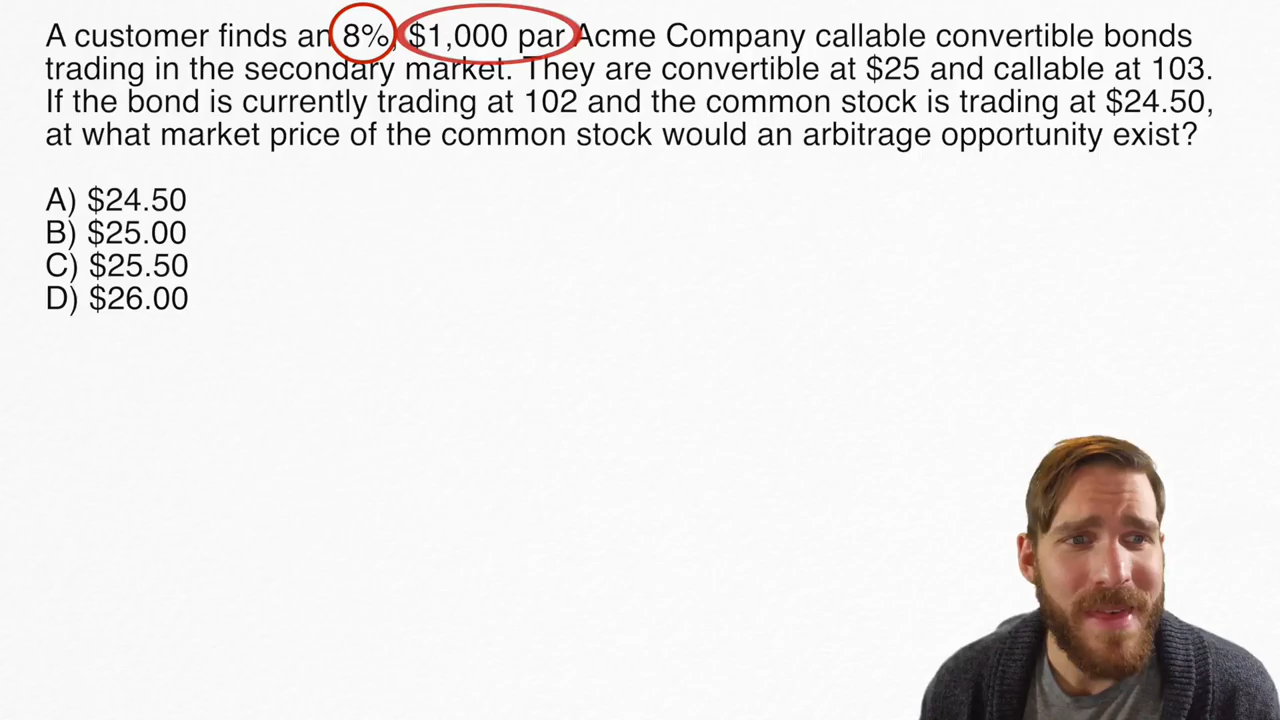 A customer finds an 8%, $1,000 par Acme Company callable convertible bonds
trading in the secondary market. They are convertible at $25 and callable at 103.
If the bond is currently trading at 102 and the common stock is trading at $24.50,
at what market price of the common stock would an arbitrage opportunity exist?
A) $24.50
B) $25.00
C) $25.50
D) $26.00